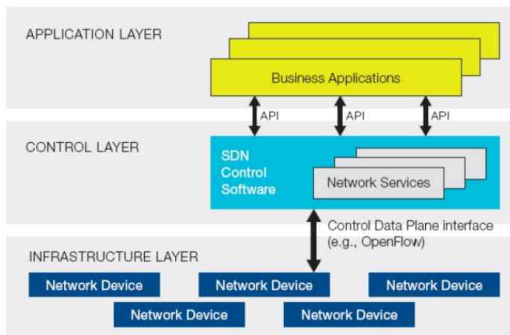 APPLICATION LAYER
Business Applications
API
API
API
CONTROL LAYER
SDN
Control
Software
Network Services
Control Data Plane interface
(e.g., OpenFlow)
INFRASTRUCTURE LAYER
Network Device
Network Device
Network Device
Network Device
Network Device